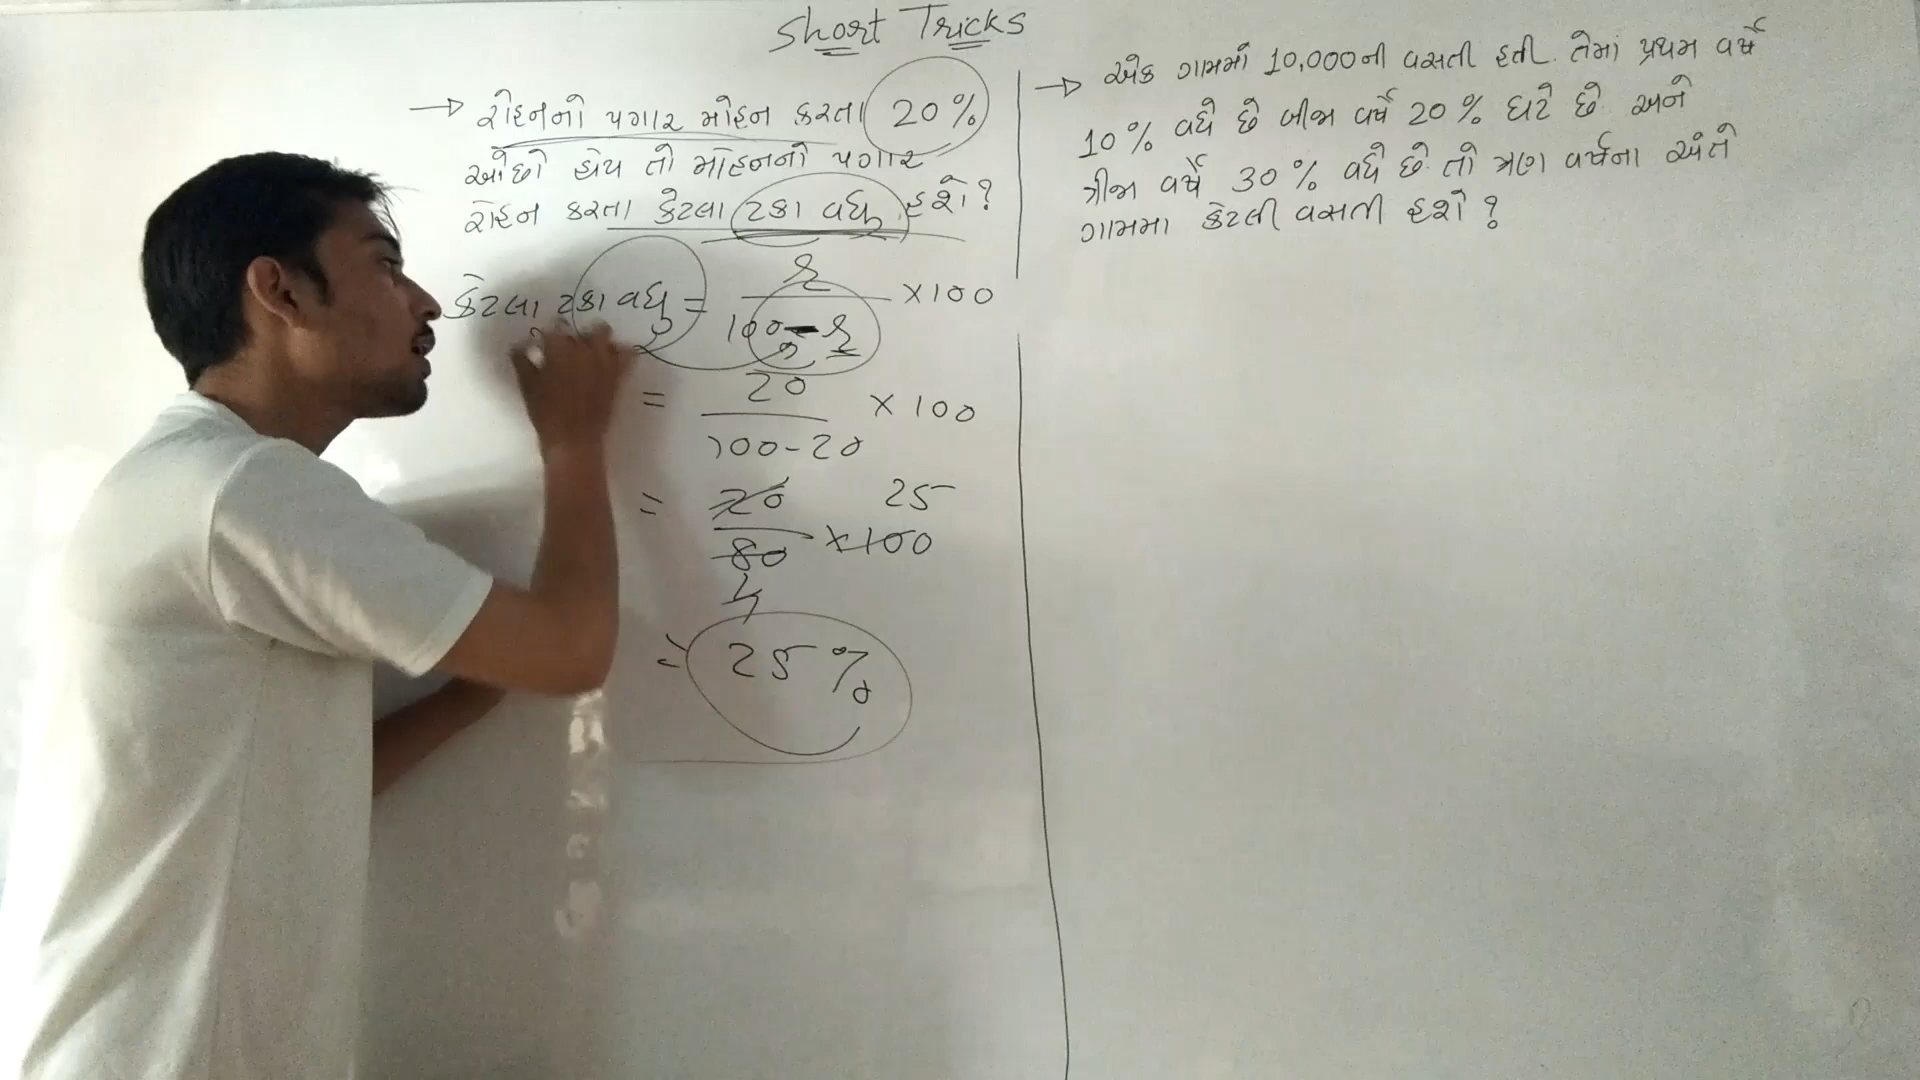 Short Tricks
→ રોહનનો પગાર મોહન કરતા 20%
ઓછો હોય તો મોહનનો પગાર
રોહન કરતા કેટલા ટકા વધુ હશે?
કેટલા ટકા વધુ = ર / 100 - ર × 100
= 20 / 100 - 20 × 100
= 20 / 80 × 100 25
4
= 25 %
→ એક ગામમાં 10,000ની વસતી હતી. તેમાં પ્રથમ વર્ષે
10 % વધે છે બીજા વર્ષે 20 % ઘટે છે અને
ત્રીજા વર્ષે 30 % વધે છે તો ત્રણ વર્ષના અંતે
ગામમા કેટલી વસતી હશે ?